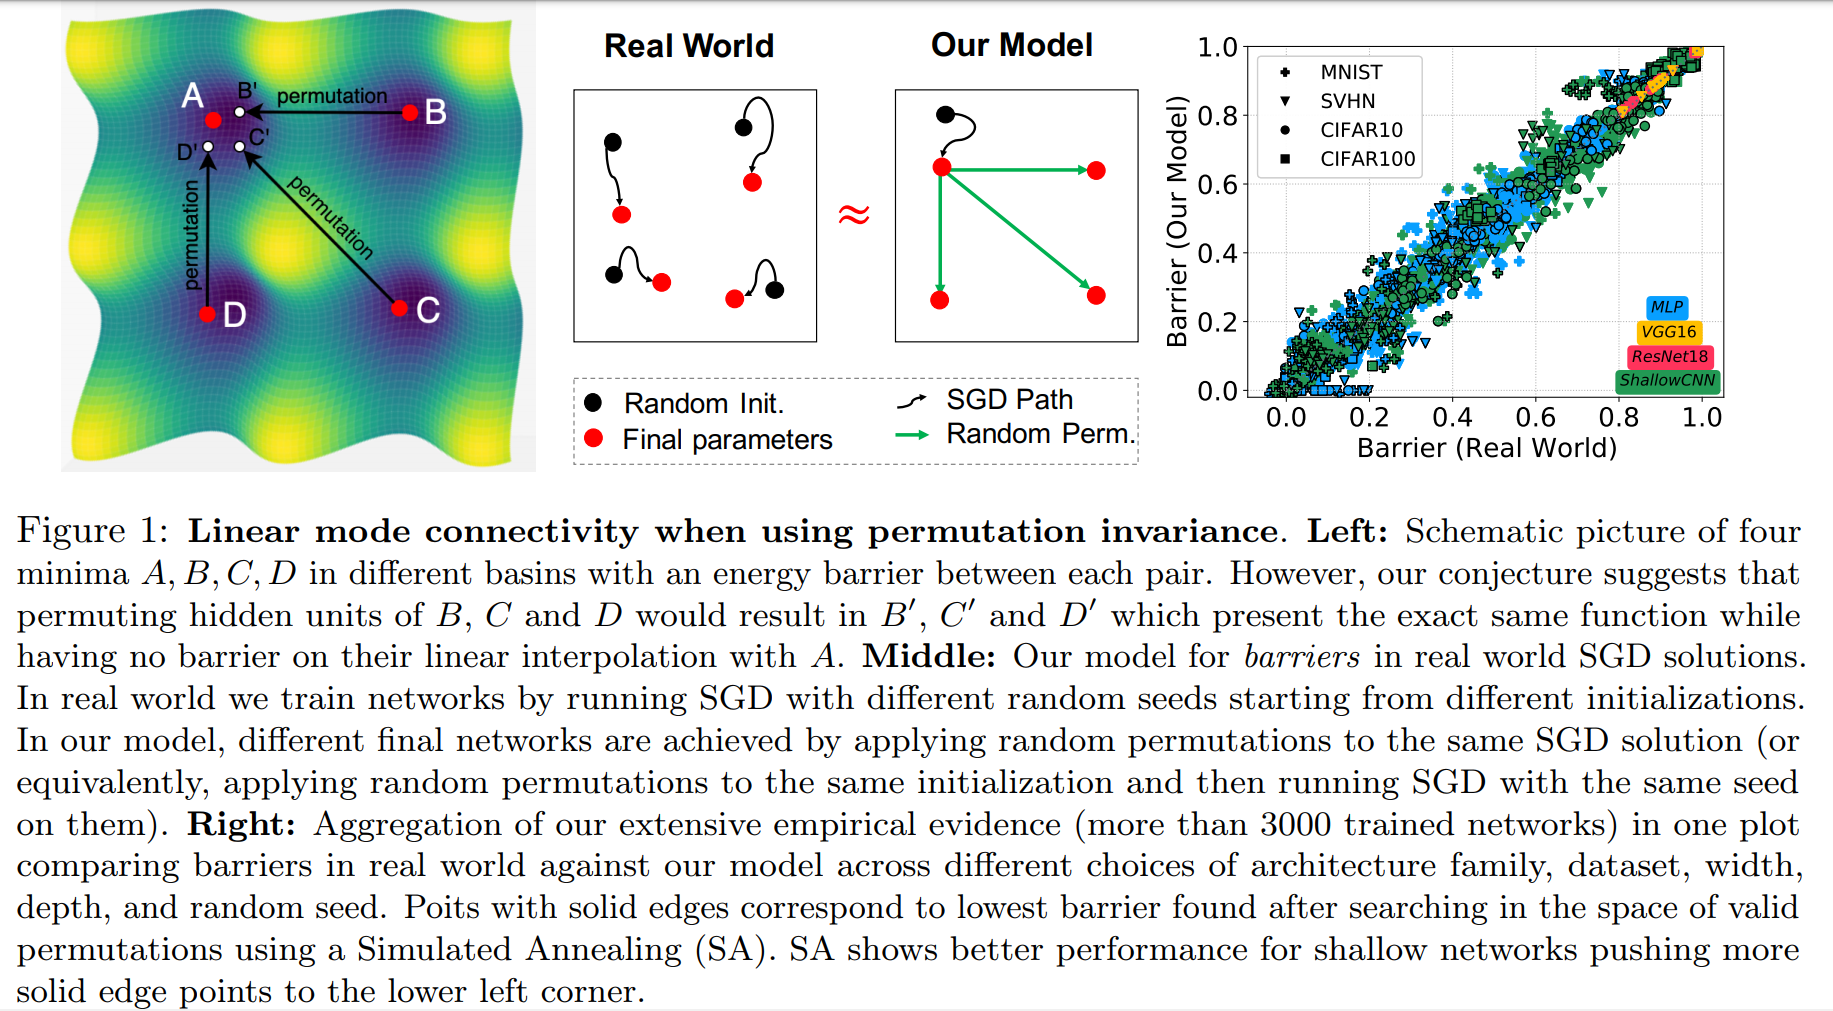 A
B'
permutation
B
C'
D'
permutation
permutation
D
C
Real World
Our Model
≈
Random Init.
SGD Path
Final parameters
Random Perm.
Barrier (Our Model)
1.0
0.8
0.6
0.4
0.2
0.0
MNIST
SVHN
CIFAR10
CIFAR100
MLP
VGG16
ResNet18
ShallowCNN
0.0 0.2 0.4 0.6 0.8 1.0
Barrier (Real World)
Figure 1: Linear mode connectivity when using permutation invariance. Left: Schematic picture of four
minima A, B, C, D in different basins with an energy barrier between each pair. However, our conjecture suggests that
permuting hidden units of B, C and D would result in B′, C′ and D′ which present the exact same function while
having no barrier on their linear interpolation with A. Middle: Our model for barriers in real world SGD solutions.
In real world we train networks by running SGD with different random seeds starting from different initializations.
In our model, different final networks are achieved by applying random permutations to the same SGD solution (or
equivalently, applying random permutations to the same initialization and then running SGD with the same seed
on them). Right: Aggregation of our extensive empirical evidence (more than 3000 trained networks) in one plot
comparing barriers in real world against our model across different choices of architecture family, dataset, width,
depth, and random seed. Poits with solid edges correspond to lowest barrier found after searching in the space of valid
permutations using a Simulated Annealing (SA). SA shows better performance for shallow networks pushing more
solid edge points to the lower left corner.